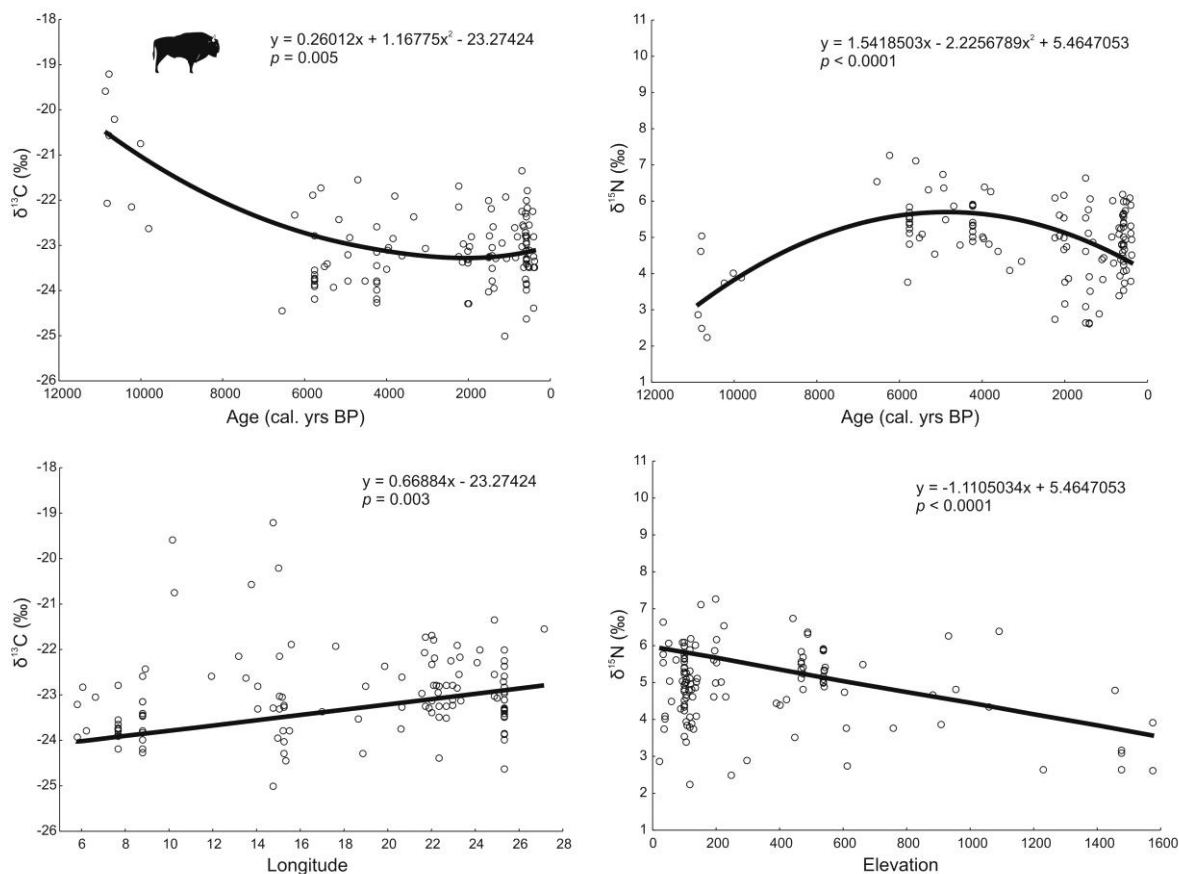 y = 0.26012x + 1.16775x² - 23.27424
p = 0.005
-18
-19
-20
-21
-22
-23
-24
-25
-26
δ¹³C (‰)
12000 10000 8000 6000 4000 2000 0
Age (cal. yrs BP)
y = 1.5418503x - 2.2256789x² + 5.4647053
p < 0.0001
11
10
9
8
7
6
5
4
3
2
1
δ¹⁵N (‰)
12000 10000 8000 6000 4000 2000 0
Age (cal. yrs BP)
y = 0.66884x - 23.27424
p = 0.003
-18
-19
-20
-21
-22
-23
-24
-25
-26
δ¹³C (‰)
6 8 10 12 14 16 18 20 22 24 26 28
Longitude
y = -1.1105034x + 5.4647053
p < 0.0001
11
10
9
8
7
6
5
4
3
2
1
δ¹⁵N (‰)
0 200 400 600 800 1000 1200 1400 1600
Elevation